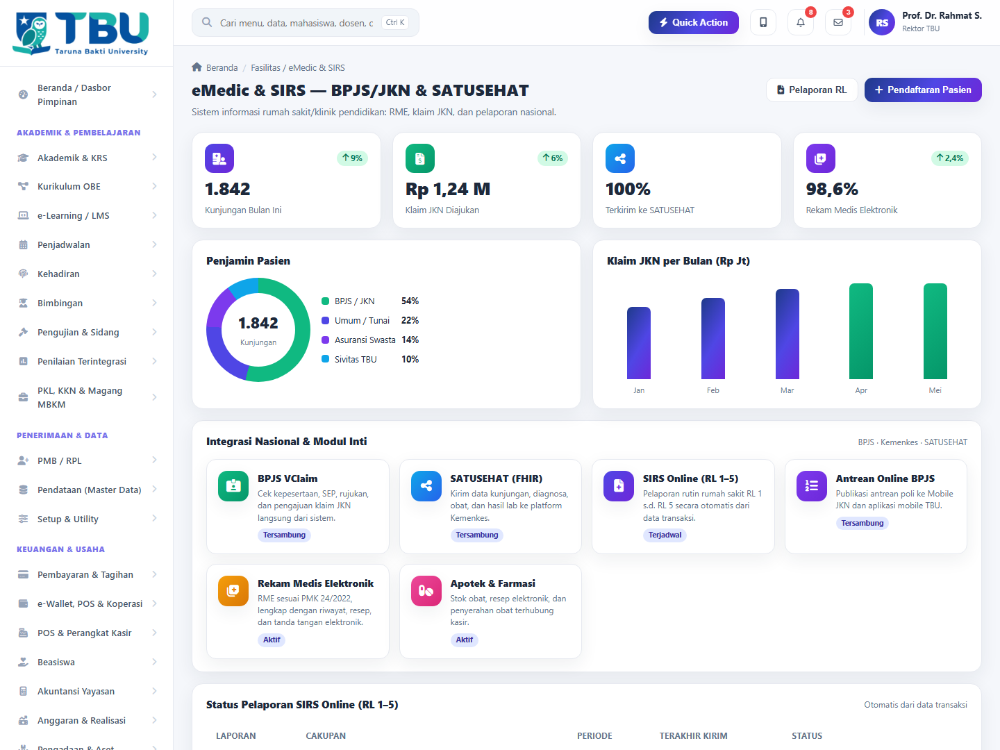 TBU
Taruna Bakti University
Cari menu, data, mahasiswa, dosen, c
Ctrl K
Quick Action
8
3
RS
Prof. Dr. Rahmat S.
Rektor TBU
Beranda / Dasbor
Pimpinan
AKADEMIK & PEMBELAJARAN
Akademik & KRS
Kurikulum OBE
e-Learning / LMS
Penjadwalan
Kehadiran
Bimbingan
Pengujian & Sidang
Penilaian Terintegrasi
PKL, KKN & Magang
MBKM
PENERIMAAN & DATA
PMB / RPL
Pendataan (Master Data)
Setup & Utility
KEUANGAN & USAHA
Pembayaran & Tagihan
e-Wallet, POS & Koperasi
POS & Perangkat Kasir
Beasiswa
Akuntansi Yayasan
Anggaran & Realisasi
Pengadaan & Aset
Beranda / Fasilitas / eMedic & SIRS
eMedic & SIRS — BPJS/JKN & SATUSEHAT
Sistem informasi rumah sakit/klinik pendidikan: RME, klaim JKN, dan pelaporan nasional.
Pelaporan RL
Pendaftaran Pasien
9%
1.842
Kunjungan Bulan Ini
6%
Rp 1,24 M
Klaim JKN Diajukan
100%
Terkirim ke SATUSEHAT
2,4%
98,6%
Rekam Medis Elektronik
Penjamin Pasien
1.842
Kunjungan
BPJS / JKN 54%
Umum / Tunai 22%
Asuransi Swasta 14%
Sivitas TBU 10%
Klaim JKN per Bulan (Rp Jt)
Jan Feb Mar Apr Mei
Integrasi Nasional & Modul Inti
BPJS · Kemenkes · SATUSEHAT
BPJS VClaim
Cek kepesertaan, SEP, rujukan,
dan pengajuan klaim JKN
langsung dari sistem.
Tersambung
SATUSEHAT (FHIR)
Kirim data kunjungan, diagnosa,
obat, dan hasil lab ke platform
Kemenkes.
Tersambung
SIRS Online (RL 1–5)
Pelaporan rutin rumah sakit RL 1
s.d. RL 5 secara otomatis dari
data transaksi.
Terjadwal
Antrean Online BPJS
Publikasi antrean poli ke Mobile
JKN dan aplikasi mobile TBU.
Tersambung
Rekam Medis Elektronik
RME sesuai PMK 24/2022,
lengkap dengan riwayat, resep,
dan tanda tangan elektronik.
Aktif
Apotek & Farmasi
Stok obat, resep elektronik, dan
penyerahan obat terhubung
kasir.
Aktif
Status Pelaporan SIRS Online (RL 1–5)
Otomatis dari data transaksi
LAPORAN CAKUPAN PERIODE TERAKHIR KIRIM STATUS